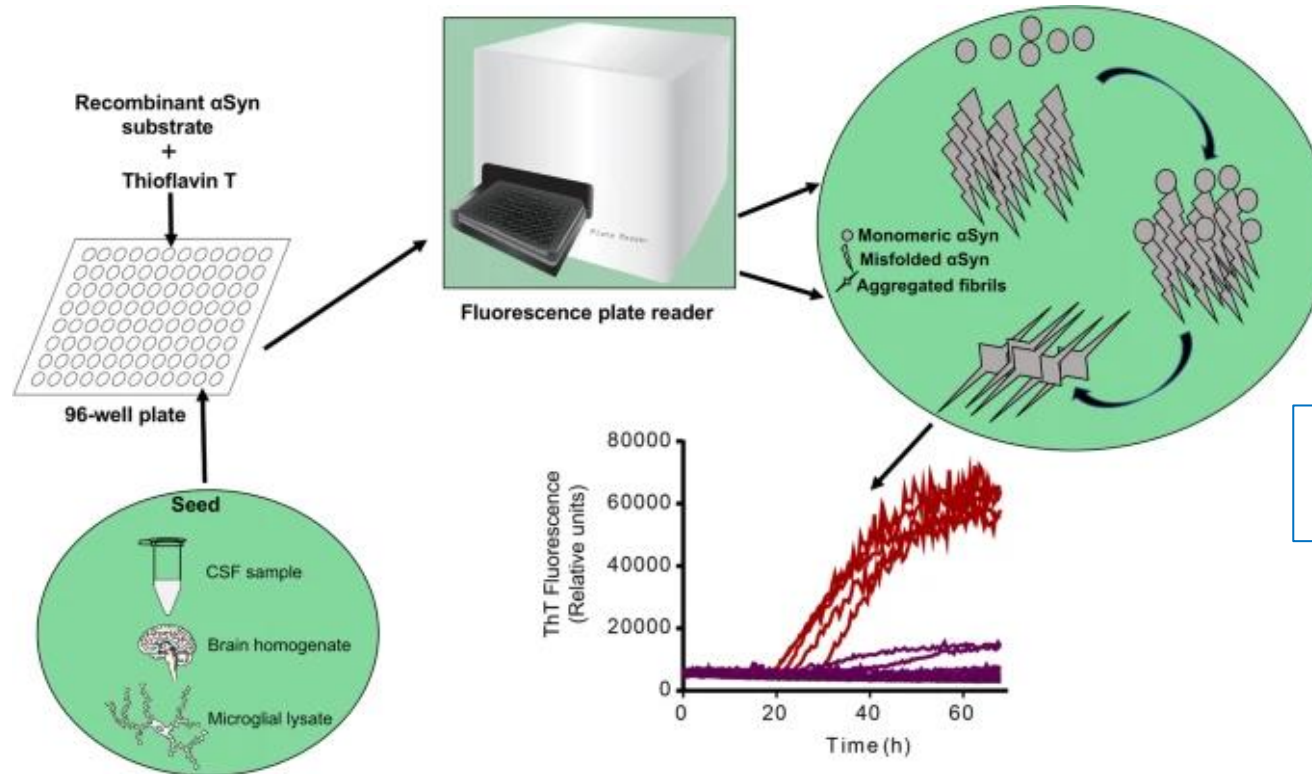 Recombinant αSyn
substrate
+
Thioflavin T
96-well plate
Seed
CSF sample
Brain homogenate
Microglial lysate
Plate Reader
Fluorescence plate reader
Monomeric αSyn
Misfolded αSyn
Aggregated fibrils
ThT Fluorescence
(Relative units)
80000
60000
40000
20000
0
0 20 40 60
Time (h)